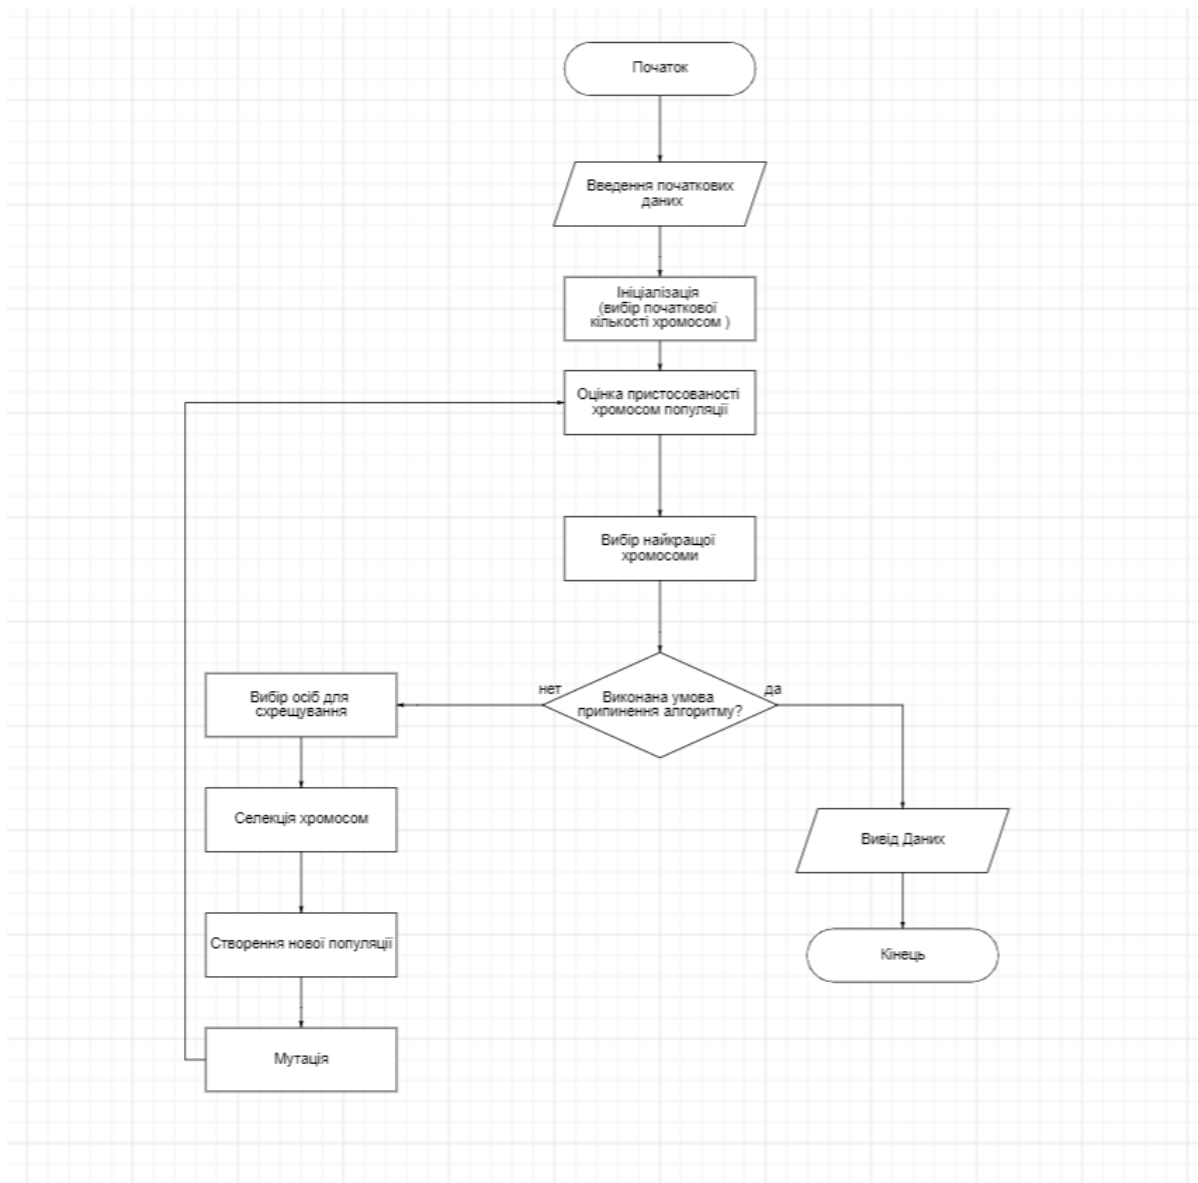 Початок
Введення початкових
даних
Ініціалізація
(вибір початкової
кількості хромосом )
Оцінка пристосованості
хромосом популяції
Вибір найкращої
хромосоми
нет
Виконана умова
припинення алгоритму?
да
Вибір осіб для
схрещування
Селекція хромосом
Створення нової популяції
Мутація
Вивід Даних
Кінець